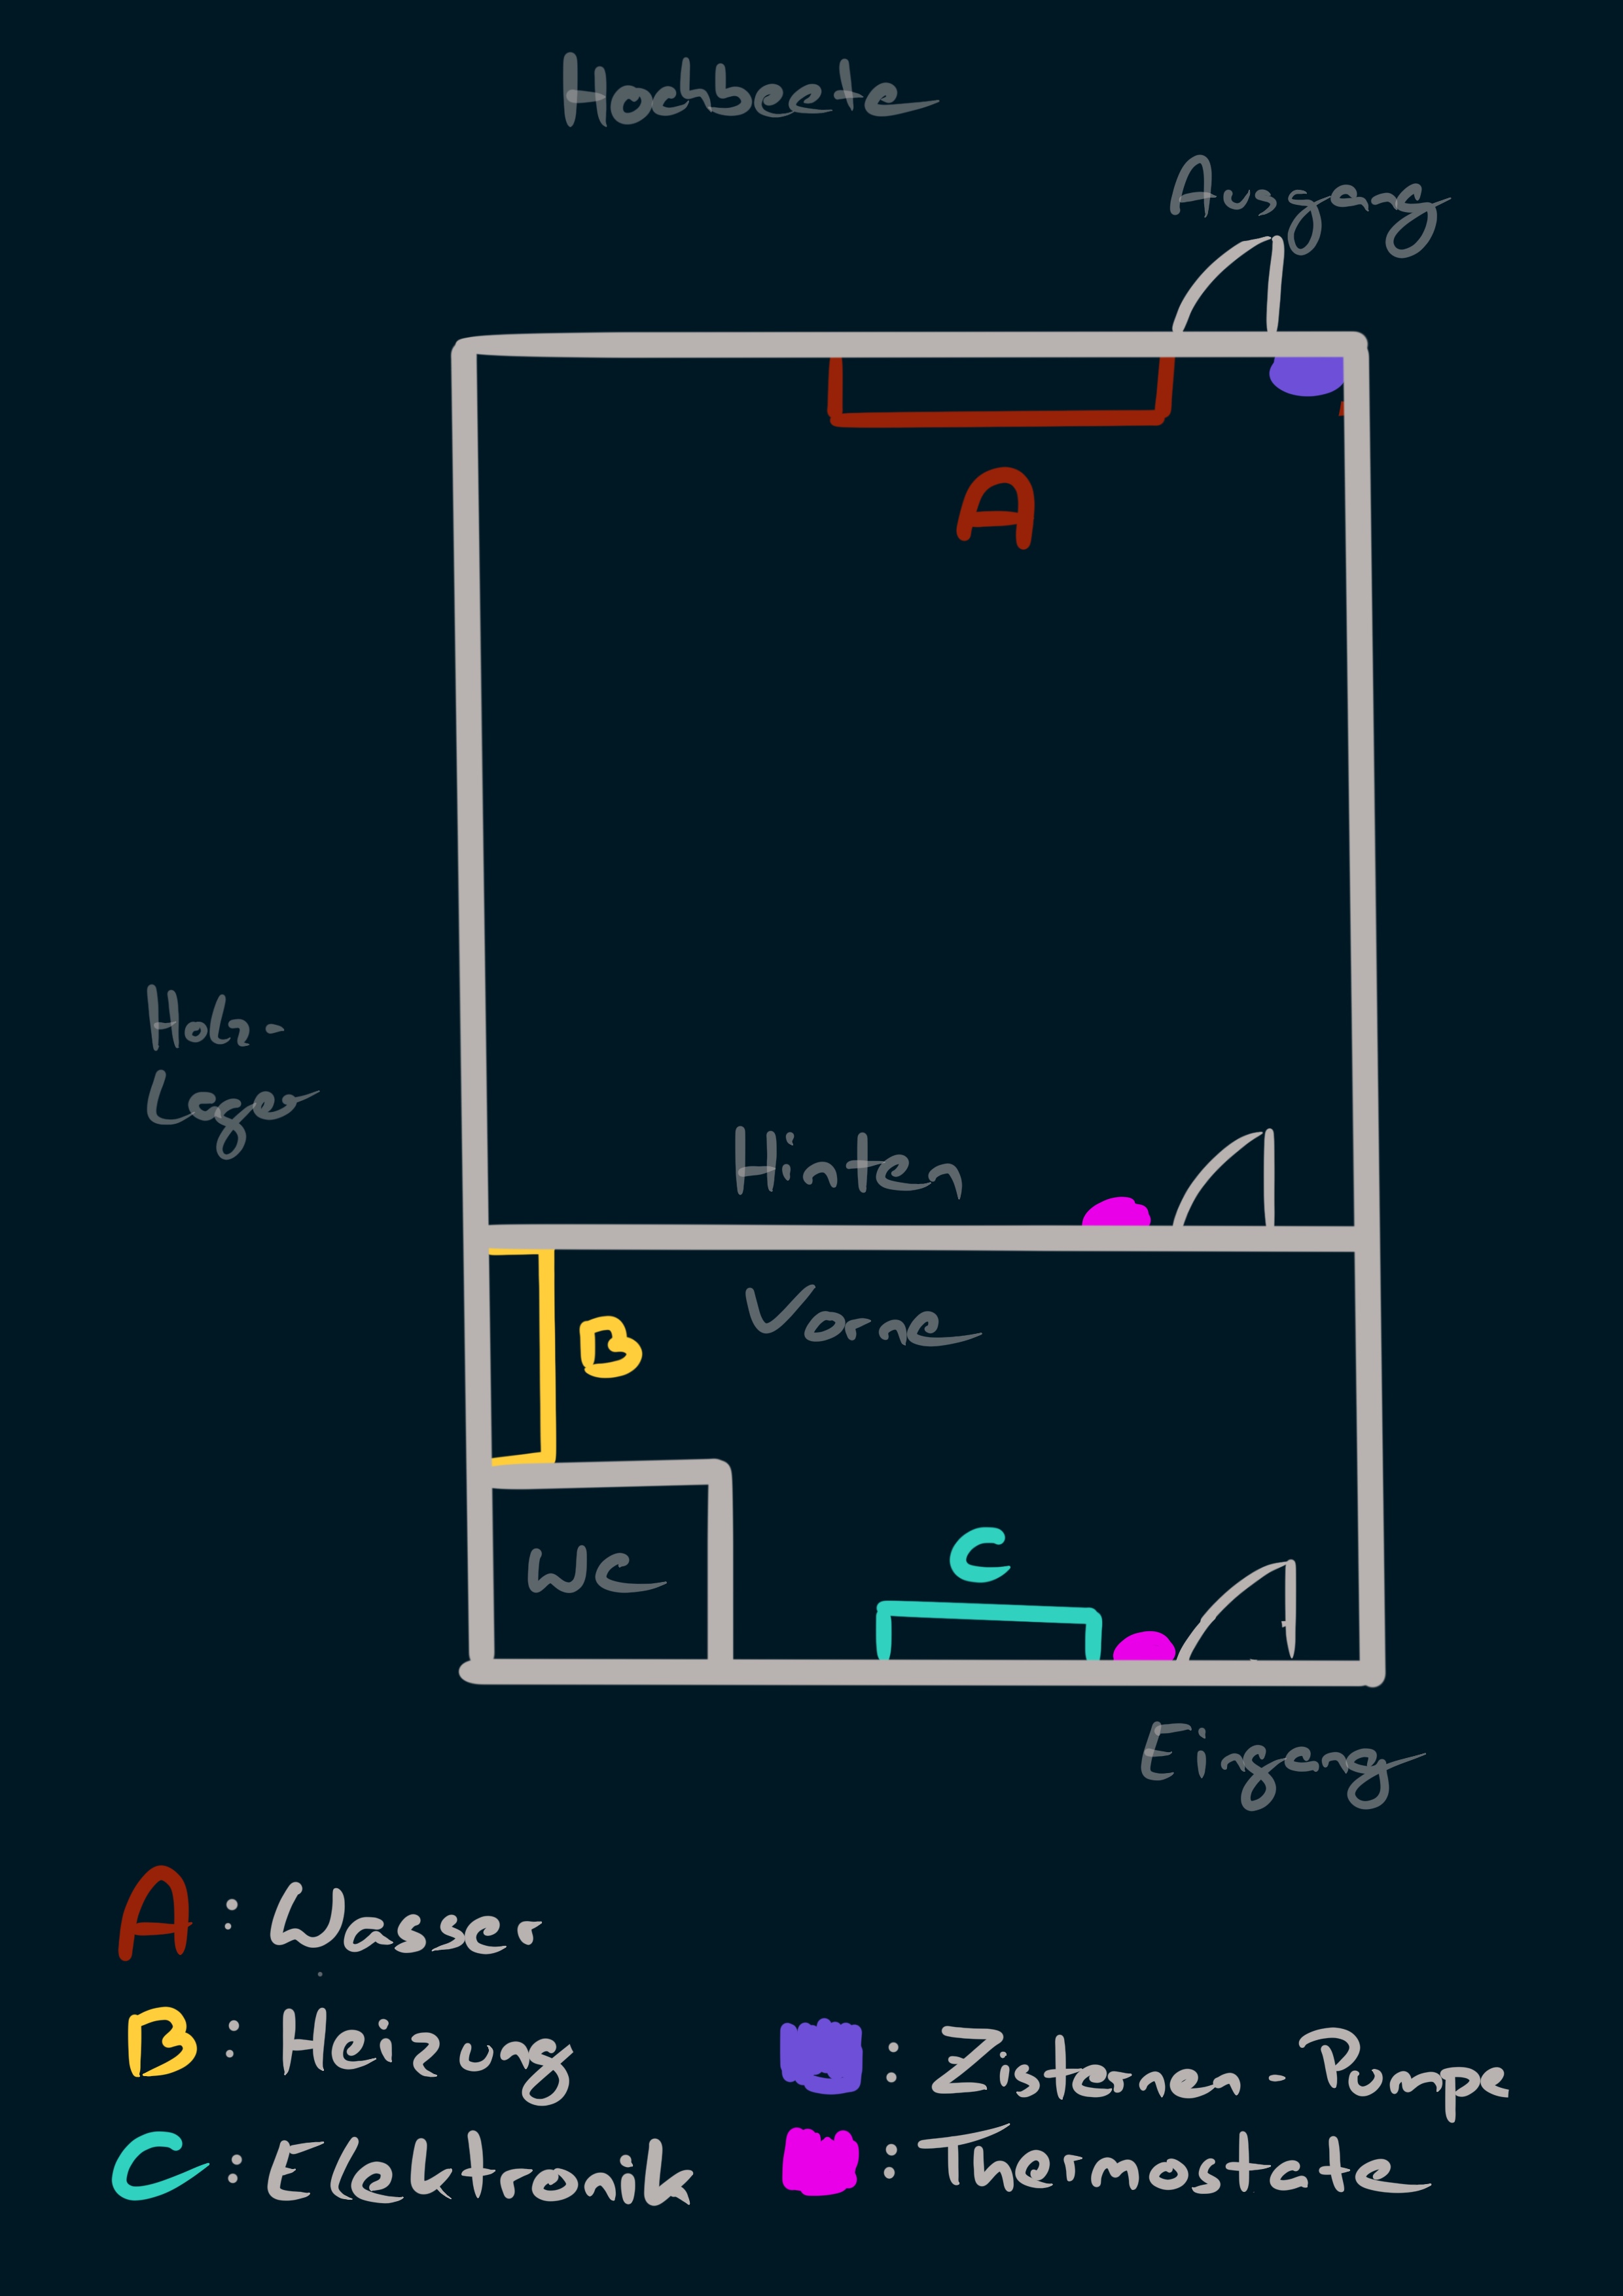 Hochbeete
Ausgang
A
Holz-
Lager
Hinten
Vorne
B
WC
C
Eingang
A: Wasser
B: Heizung
C: Elektronik
: Zisternen-Pumpe
: Thermostate